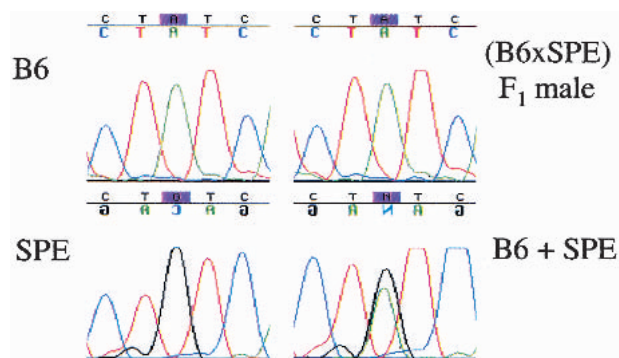 B6
C T A T C
C T A T C
C T A T C
C T A T C
(B6xSPE)
F₁ male
SPE
C T G T C
G A C A G
C T N T C
G A N A G
B6 + SPE